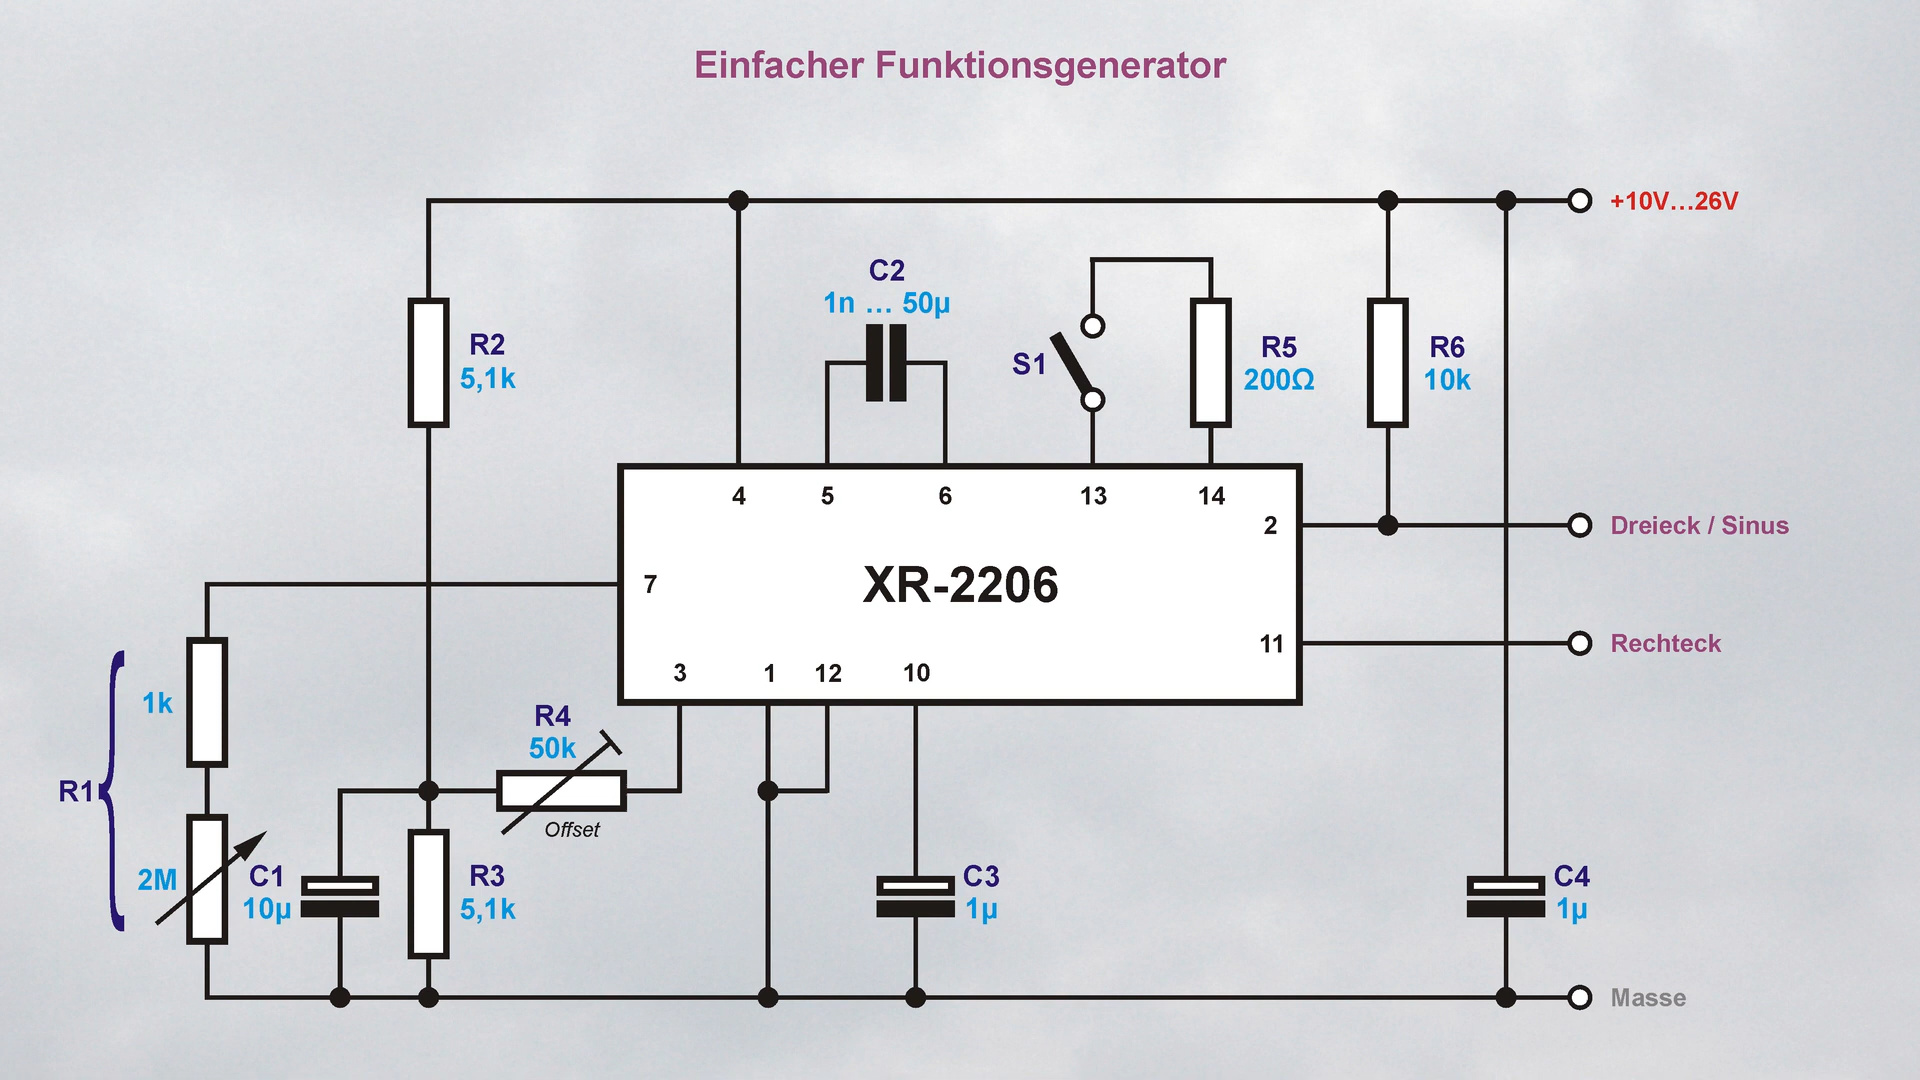 Einfacher Funktionsgenerator
+10V...26V
C2
1n ... 50µ
R2
5,1k
S1
R5
200Ω
R6
10k
4
5
6
13
14
2
Dreieck / Sinus
7
XR-2206
11
Rechteck
3
1
12
10
1k
R4
50k
Offset
R1
2M
C1
10µ
R3
5,1k
C3
1µ
C4
1µ
Masse